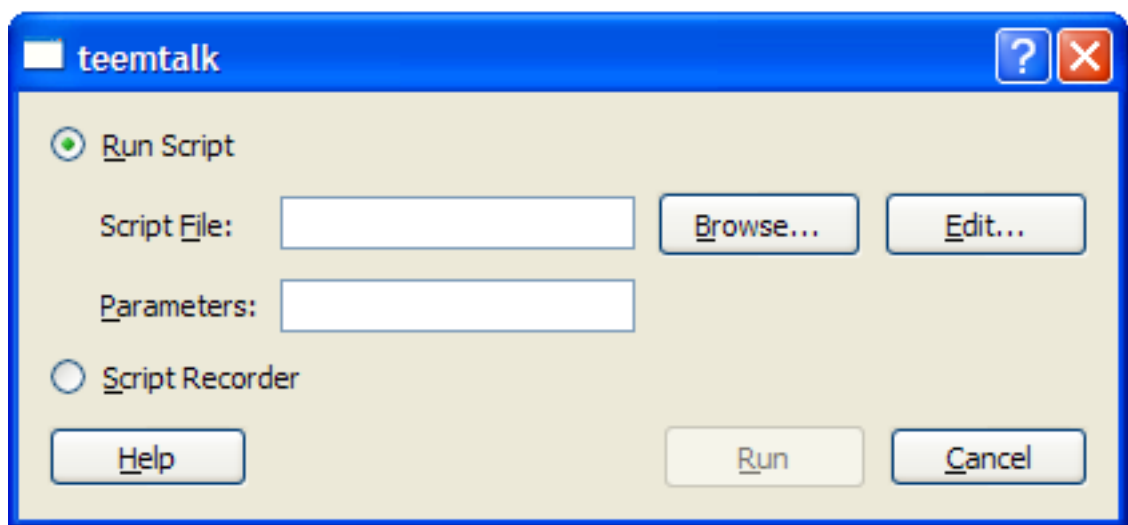 teemtalk ?
Run Script
Script File: Browse... Edit...
Parameters:
Script Recorder
Help Run Cancel